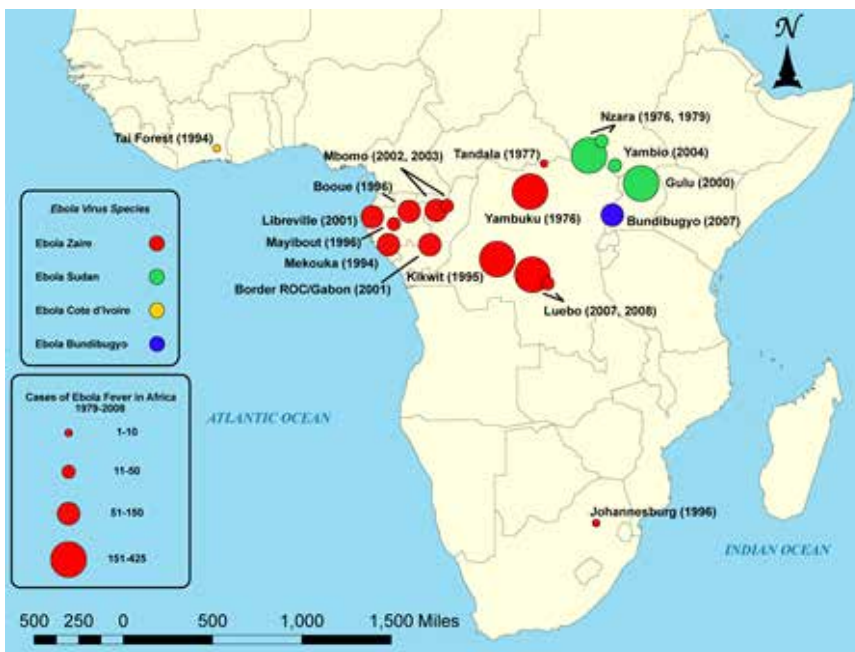 N
Nzara (1976, 1979)
Tai Forest (1994)
Mbomo (2002, 2003)
Tandala (1977)
Yambio (2004)
Booue (1996)
Gulu (2000)
Ebola Virus Species
Libreville (2001)
Yambuku (1976)
Bundibugyo (2007)
Ebola Zaire
Mayibout (1996)
Mekouka (1994)
Ebola Sudan
Kikwit (1995)
Border ROC/Gabon (2001)
Ebola Cote d'Ivoire
Luebo (2007, 2008)
Ebola Bundibugyo
Cases of Ebola Fever in Africa
1979-2008
ATLANTIC OCEAN
1-10
11-50
51-150
Johannesburg (1996)
INDIAN OCEAN
151-425
500 250 0 500 1,000 1,500 Miles